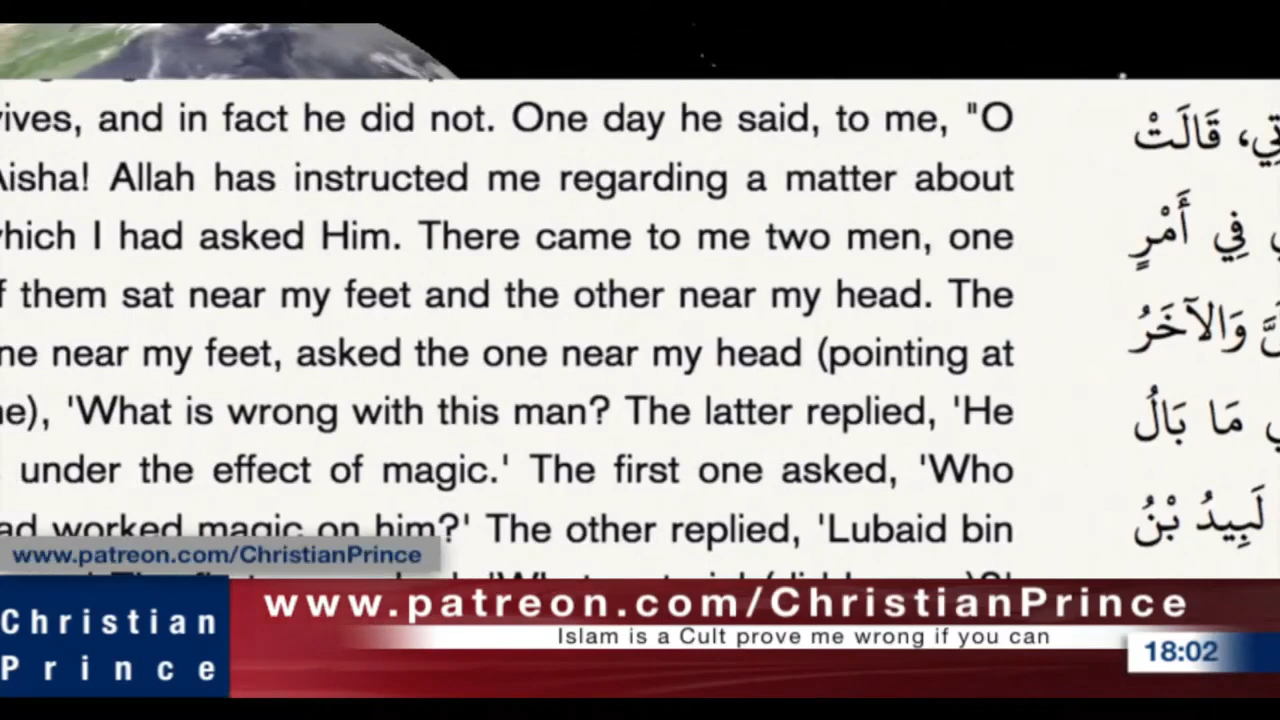 ives, and in fact he did not. One day he said, to me, "O
Aisha! Allah has instructed me regarding a matter about
which I had asked Him. There came to me two men, one
f them sat near my feet and the other near my head. The
ne near my feet, asked the one near my head (pointing at
ne), 'What is wrong with this man? The latter replied, 'He
under the effect of magic.' The first one asked, 'Who
ad worked magic on him?' The other replied, 'Lubaid bin
قَالَتْ
فِي أَمْرٍ
وَالآخَرُ
مَا بَالُ
لَبِيدُ بْنُ
www.patreon.com/ChristianPrince
Christian
Prince
www.patreon.com/ChristianPrince
Islam is a Cult prove me wrong if you can
18:02